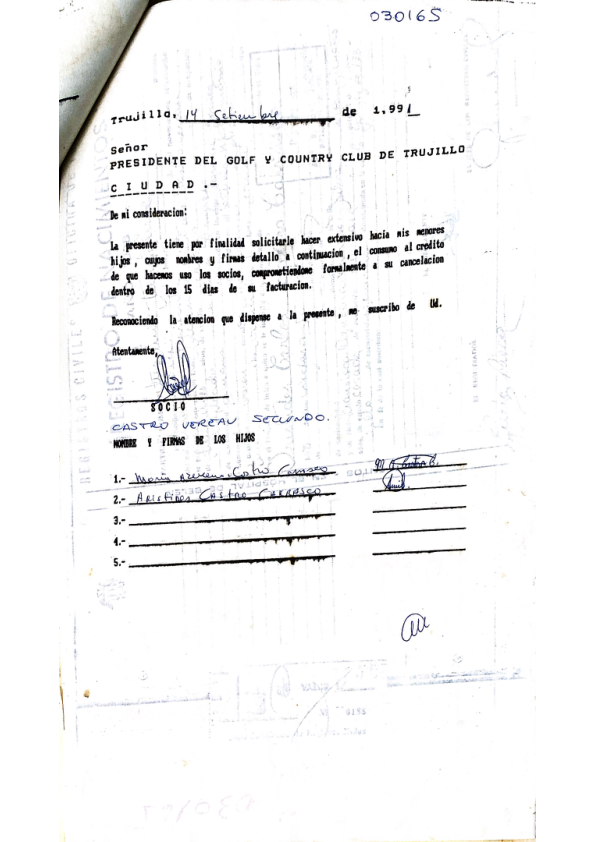 030165
Trujillo, 14 Setiembre de 1,991
Señor
PRESIDENTE DEL GOLF Y COUNTRY CLUB DE TRUJILLO
C I U D A D .-
De mi consideracion:
La presente tiene por finalidad solicitarle hacer extensivo hacia mis menores
hijos , cuyos nombres y firmas detallo a continuacion , el consumo al credito
de que hacemos uso los socios, comprometiendome formalmente a su cancelacion
dentro de los 15 dias de su facturacion.
Reconociendo la atencion que dispense a la presente , me suscribo de Ud.
Atentamente,
SOCIO
CASTRO VEREAU SEGUNDO.
NOMBRE Y FIRMAS DE LOS HIJOS
1.- María Castro Carrasco
2.- Aristides CASTRO CARRASCO
3.-
4.-
5.-